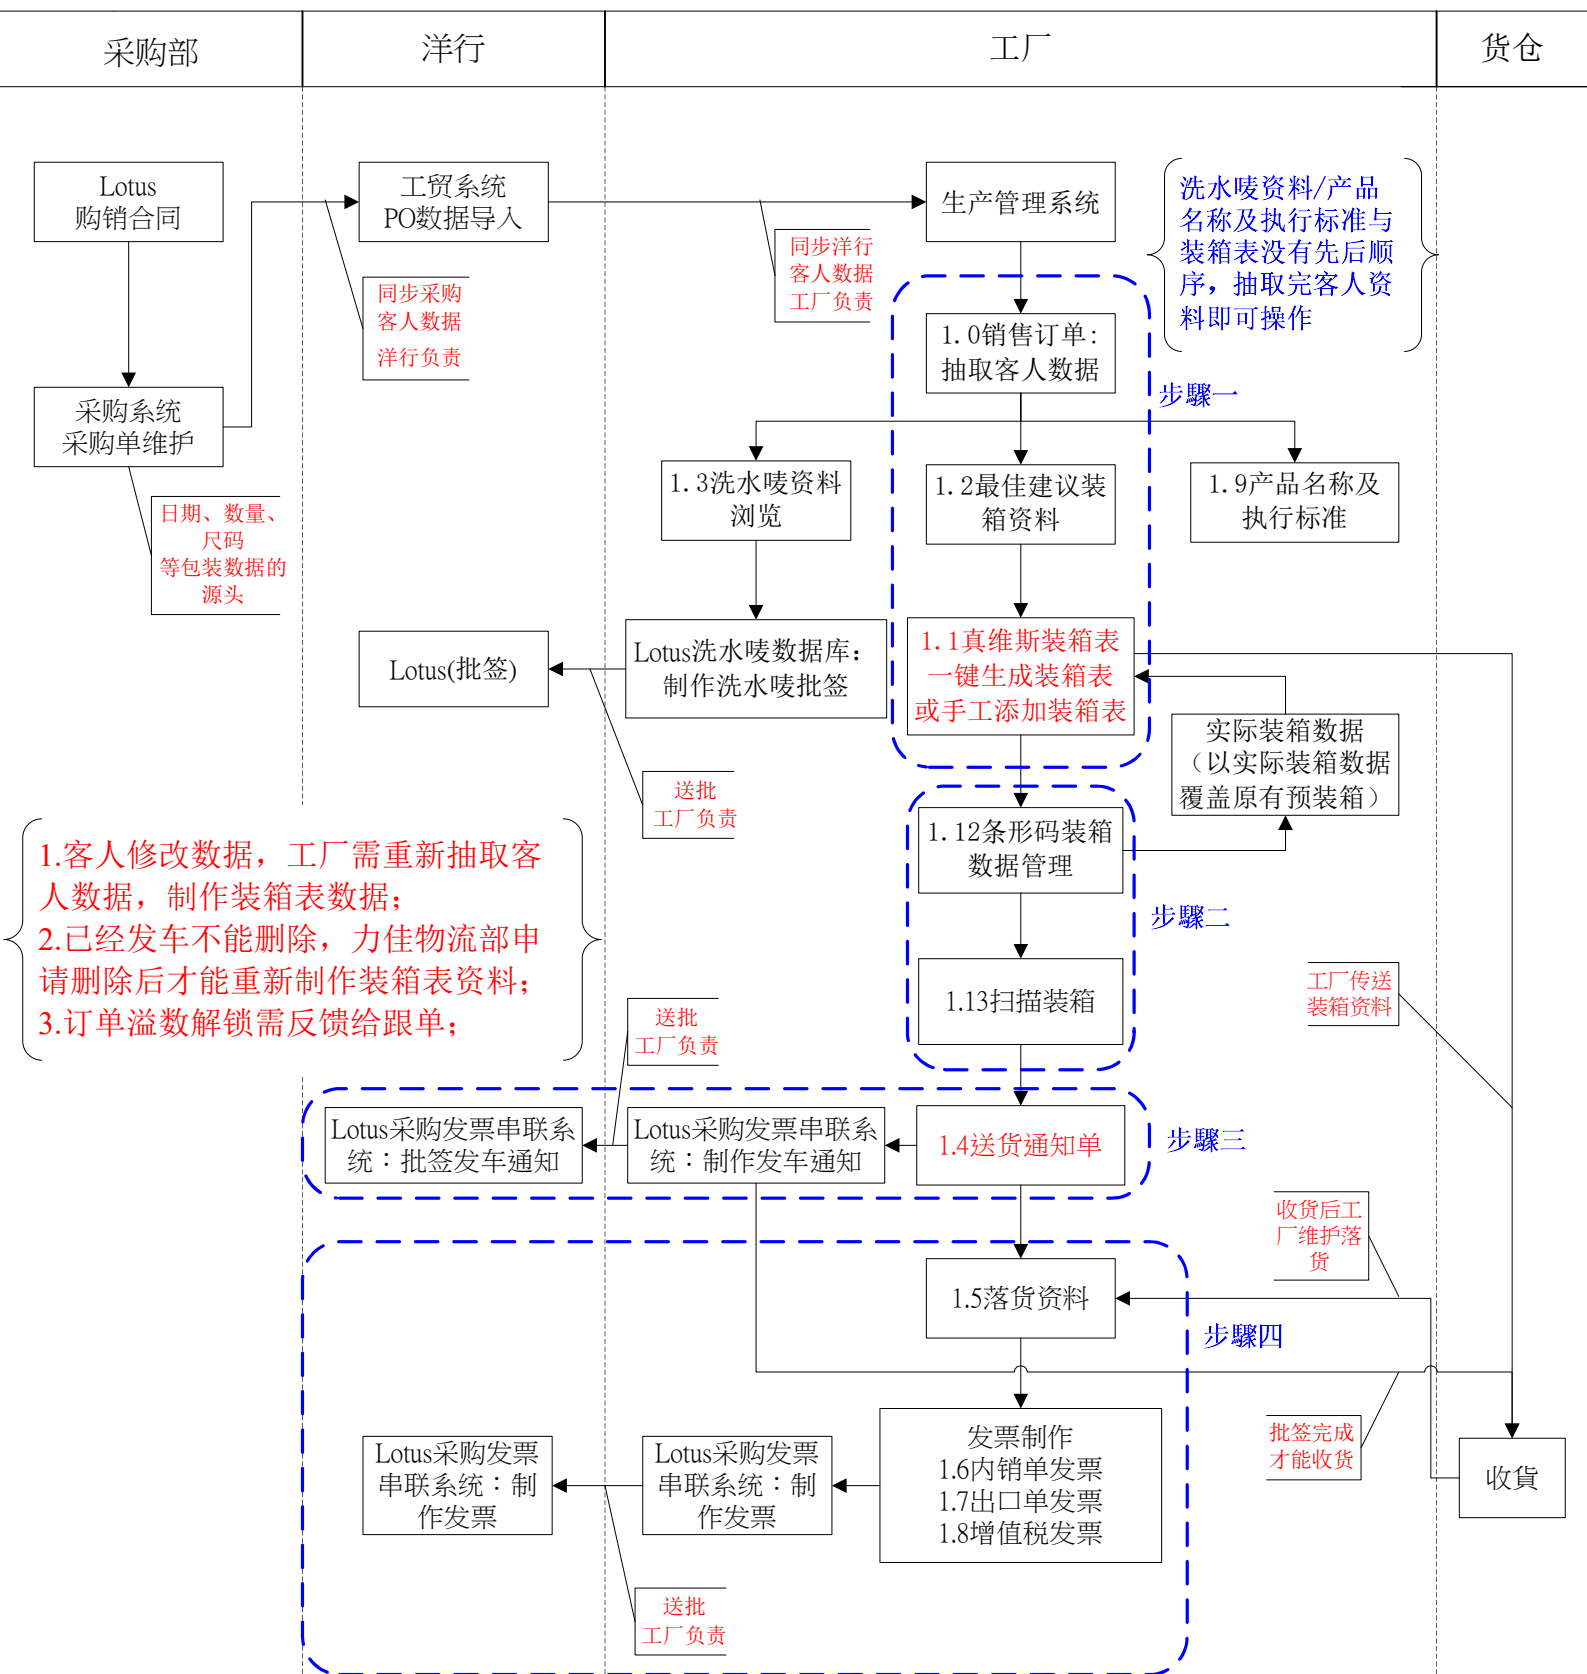 采购部
洋行
工厂
货仓
Lotus
购销合同
工贸系统
PO数据导入
生产管理系统
洗水唛资料/产品
名称及执行标准与
装箱表没有先后顺
序，抽取完客人资
料即可操作
同步采购
客人数据
洋行负责
同步洋行
客人数据
工厂负责
1.0销售订单:
抽取客人数据
步骤一
采购系统
采购单维护
1.3洗水唛资料
浏览
1.2最佳建议装
箱资料
1.9产品名称及
执行标准
日期、数量、
尺码
等包装数据的
源头
Lotus(批签)
Lotus洗水唛数据库：
制作洗水唛批签
1.1真维斯装箱表
一键生成装箱表
或手工添加装箱表
实际装箱数据
（以实际装箱数据
覆盖原有预装箱）
送批
工厂负责
1.12条形码装箱
数据管理
步骤二
1.客人修改数据，工厂需重新抽取客
人数据，制作装箱表数据；
2.已经发车不能删除，力佳物流部申
请删除后才能重新制作装箱表资料；
3.订单溢数解锁需反馈给跟单；
1.13扫描装箱
工厂传送
装箱资料
送批
工厂负责
Lotus采购发票串联系
统：批签发车通知
Lotus采购发票串联系
统：制作发车通知
1.4送货通知单
步骤三
收货后工
厂维护落
货
1.5落货资料
步骤四
Lotus采购发票
串联系统：制
作发票
Lotus采购发票
串联系统：制
作发票
发票制作
1.6内销单发票
1.7出口单发票
1.8增值税发票
批签完成
才能收货
收貨
送批
工厂负责